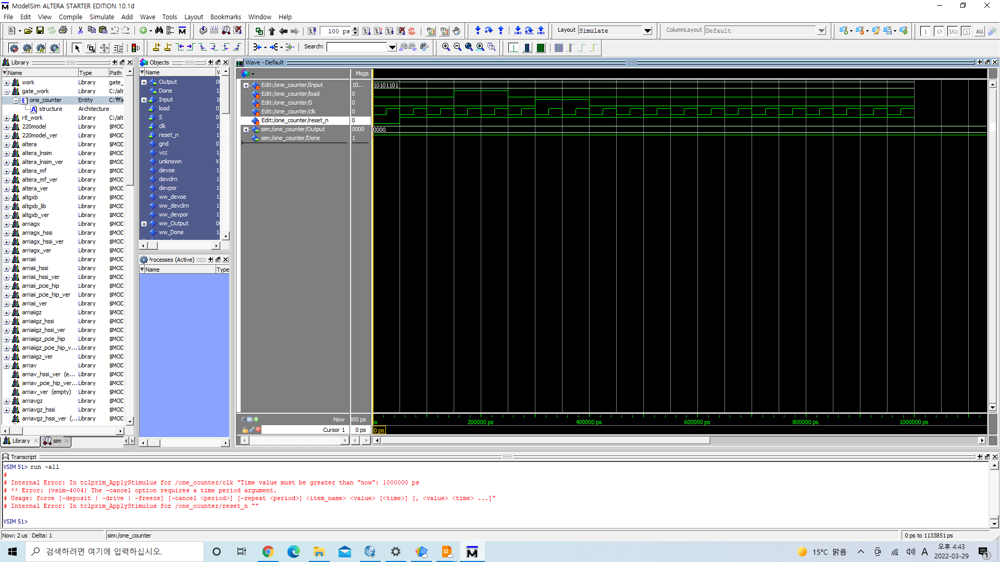 ModelSim ALTERA STARTER EDITION 10.1d
File Edit View Compile Simulate Add Wave Tools Layout Bookmarks Window Help
100 ps
Layout Simulate
ColumnLayout Default
Search:
Library
Name Type Path
work Library gate_
gate_work Library C:/alt
one_counter Entity C:₩a
structure Architecture
rtl_work Library C:/alt
220model Library $MOD
220model_ver Library $MOD
altera Library $MOD
altera_lnsim Library $MOD
altera_lnsim_ver Library $MOD
altera_mf Library $MOD
altera_mf_ver Library $MOD
altera_ver Library $MOD
altgxb Library $MOD
altgxb_lib Library $MOD
altgxb_ver Library $MOD
arriagx Library $MOD
arriagx_hssi Library $MOD
arriagx_hssi_ver Library $MOD
arriagx_ver Library $MOD
arriaii Library $MOD
arriaii_hssi Library $MOD
arriaii_hssi_ver Library $MOD
arriaii_pcie_hip Library $MOD
arriaii_pcie_hip_ver Library $MOD
arriaii_ver Library $MOD
arriaiigz Library $MOD
arriaiigz_hssi Library $MOD
arriaiigz_hssi_ver Library $MOD
arriaiigz_pcie_hip Library $MOD
arriaiigz_pcie_hip_v... Library $MOD
arriaiigz_ver Library $MOD
arriav Library $MOD
arriav_hssi_ver (e... Library $MOD
arriav_pcie_hip_ver... Library $MOD
arriav_ver (empty) Library $MOD
arriavgz Library $MOD
arriavgz_hssi Library $MOD
arriavgz_hssi_ver (... Library $MOD
Library sim
Objects
Name
Output 0
Done 1
Input 1
load 0
S 0
clk 1
reset_n 1
gnd 0
vcc 1
unknown X
devoe 1
devclrn 1
devpor 1
ww_devoe 1
ww_devclrn 1
ww_devpor 1
ww_Output 0
ww_Done 1
Processes (Active)
Name Type
Wave - Default
Msgs
Edit:/one_counter/Input 10... 10101101
Edit:/one_counter/load 0
Edit:/one_counter/S 0
Edit:/one_counter/clk 0
Edit:/one_counter/reset_n 0
sim:/one_counter/Output 0000 0000
sim:/one_counter/Done 1
Now 000 ps
ps 200000 ps 400000 ps 600000 ps 800000 ps 1000000 ps
Cursor 1 0 ps 0 ps
Transcript
VSIM 51> run -all
#
# Internal Error: In tclprim_ApplyStimulus for /one_counter/clk "Time value must be greater than "now": 1000000 ps
# ** Error: (vsim-4004) The -cancel option requires a time period argument.
# Usage: force [-deposit | -drive | -freeze] [-cancel <period>] [-repeat <period>] <item_name> <value> [<time>] [, <value> <time> ...]"
# Internal Error: In tclprim_ApplyStimulus for /one_counter/reset_n ""
VSIM 51>
Now: 2 us Delta: 1
sim:/one_counter
0 ps to 1133851 ps
검색하려면 여기에 입력하십시오.
15°C 맑음
A
오후 4:43
2022-03-29
1